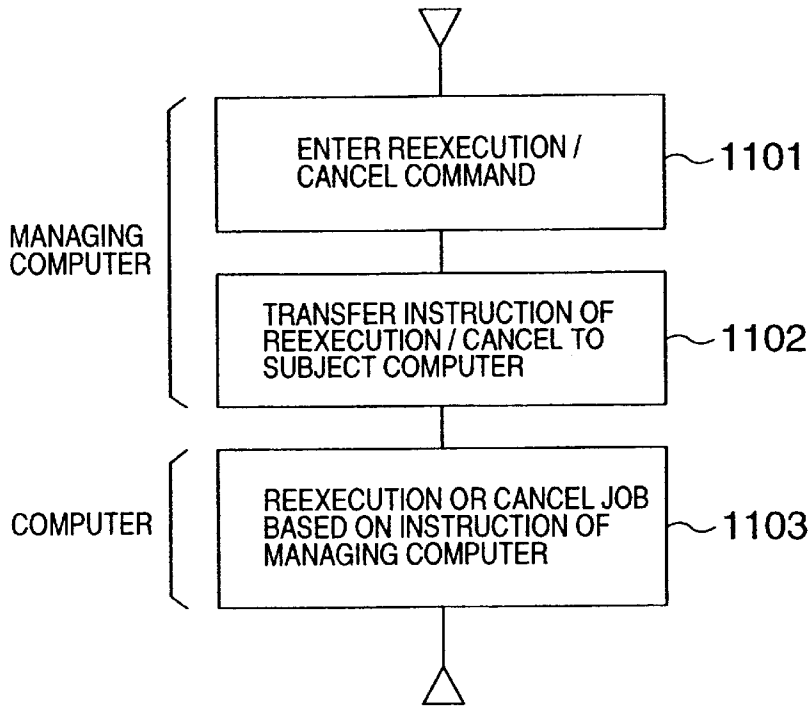 ENTER REEXECUTION /
CANCEL COMMAND
1101
MANAGING
COMPUTER
TRANSFER INSTRUCTION OF
REEXECUTION / CANCEL TO
SUBJECT COMPUTER
1102
COMPUTER
REEXECUTION OR CANCEL JOB
BASED ON INSTRUCTION OF
MANAGING COMPUTER
1103